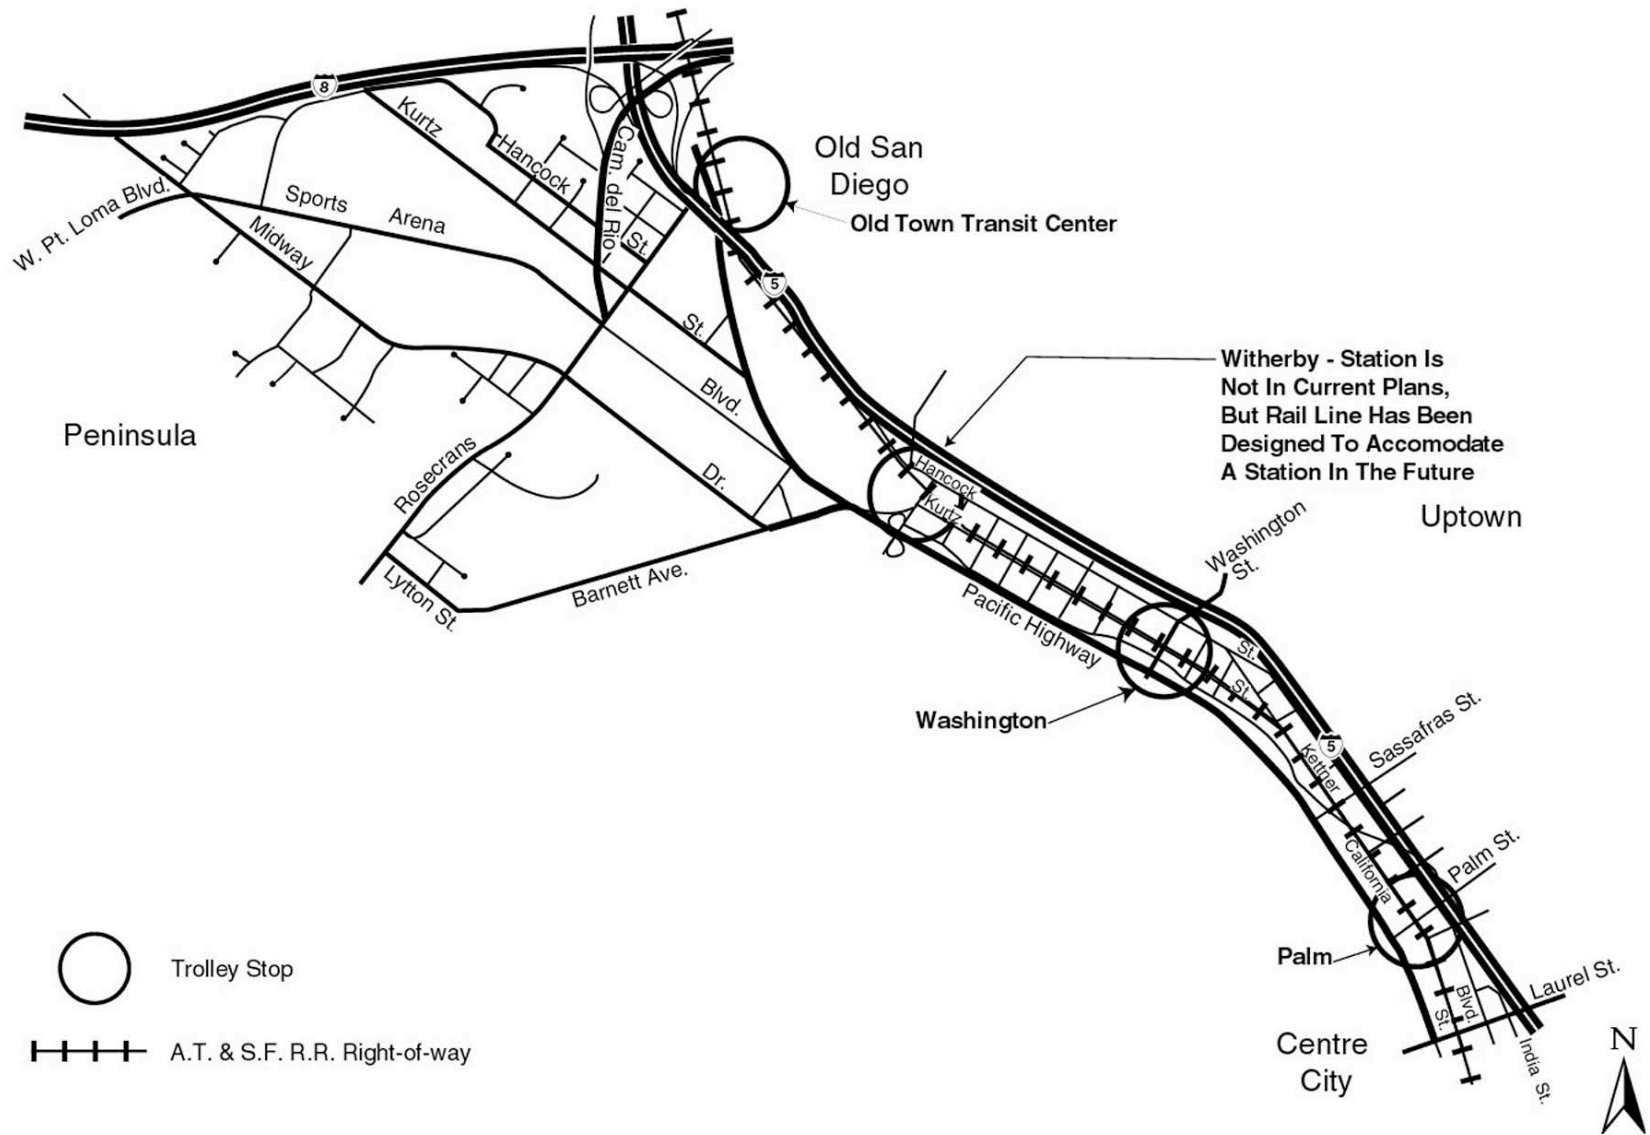 8
Kurtz
Hancock
Cam. del Rio
Old San
Diego
Old Town Transit Center
W. Pt. Loma Blvd.
Sports
Arena
Midway
St.
5
St.
Blvd.
Witherby - Station Is
Not In Current Plans,
But Rail Line Has Been
Designed To Accomodate
A Station In The Future
Peninsula
Rosecrans
Dr.
Hancock
Kurtz
Uptown
Washington
St.
Lytton St.
Barnett Ave.
Pacific Highway
St.
St.
Washington
Sassafras St.
5
Kettner
California
Palm St.
Palm
Trolley Stop
Laurel St.
Blvd.
St.
A.T. & S.F. R.R. Right-of-way
Centre
City
India St.
N